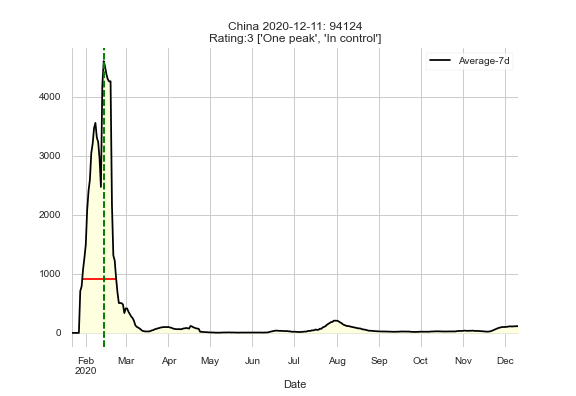 China 2020-12-11: 94124
Rating:3 ['One peak', 'In control']
Average-7d
4000
3000
2000
1000
0
Feb Mar Apr May Jun Jul Aug Sep Oct Nov Dec
2020
Date